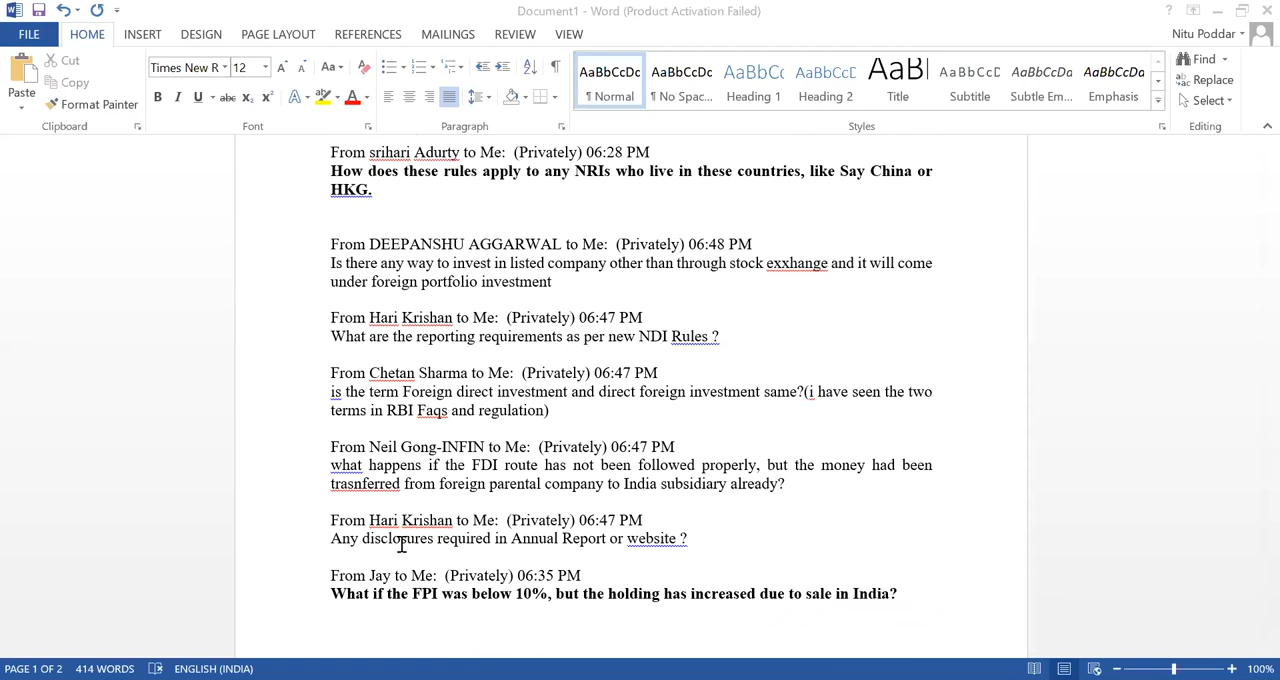 Document1 - Word (Product Activation Failed)
FILE HOME INSERT DESIGN PAGE LAYOUT REFERENCES MAILINGS REVIEW VIEW Nitu Poddar
Paste
Cut
Copy
Format Painter
Clipboard
Times New R 12
Font
Paragraph
AaBbCcDc AaBbCcDc AaBbCc AaBbCcD AaBl AaBbCcD AaBbCcDa AaBbCcDa
¶ Normal ¶ No Spac... Heading 1 Heading 2 Title Subtitle Subtle Em... Emphasis
Styles
Find
Replace
Select
Editing
From srihari Adurty to Me: (Privately) 06:28 PM
How does these rules apply to any NRIs who live in these countries, like Say China or
HKG.
From DEEPANSHU AGGARWAL to Me: (Privately) 06:48 PM
Is there any way to invest in listed company other than through stock exxhange and it will come
under foreign portfolio investment
From Hari Krishan to Me: (Privately) 06:47 PM
What are the reporting requirements as per new NDI Rules ?
From Chetan Sharma to Me: (Privately) 06:47 PM
is the term Foreign direct investment and direct foreign investment same?(i have seen the two
terms in RBI Faqs and regulation)
From Neil Gong-INFIN to Me: (Privately) 06:47 PM
what happens if the FDI route has not been followed properly, but the money had been
trasnferred from foreign parental company to India subsidiary already?
From Hari Krishan to Me: (Privately) 06:47 PM
Any disclosures required in Annual Report or website ?
From Jay to Me: (Privately) 06:35 PM
What if the FPI was below 10%, but the holding has increased due to sale in India?
PAGE 1 OF 2 414 WORDS ENGLISH (INDIA) 100%